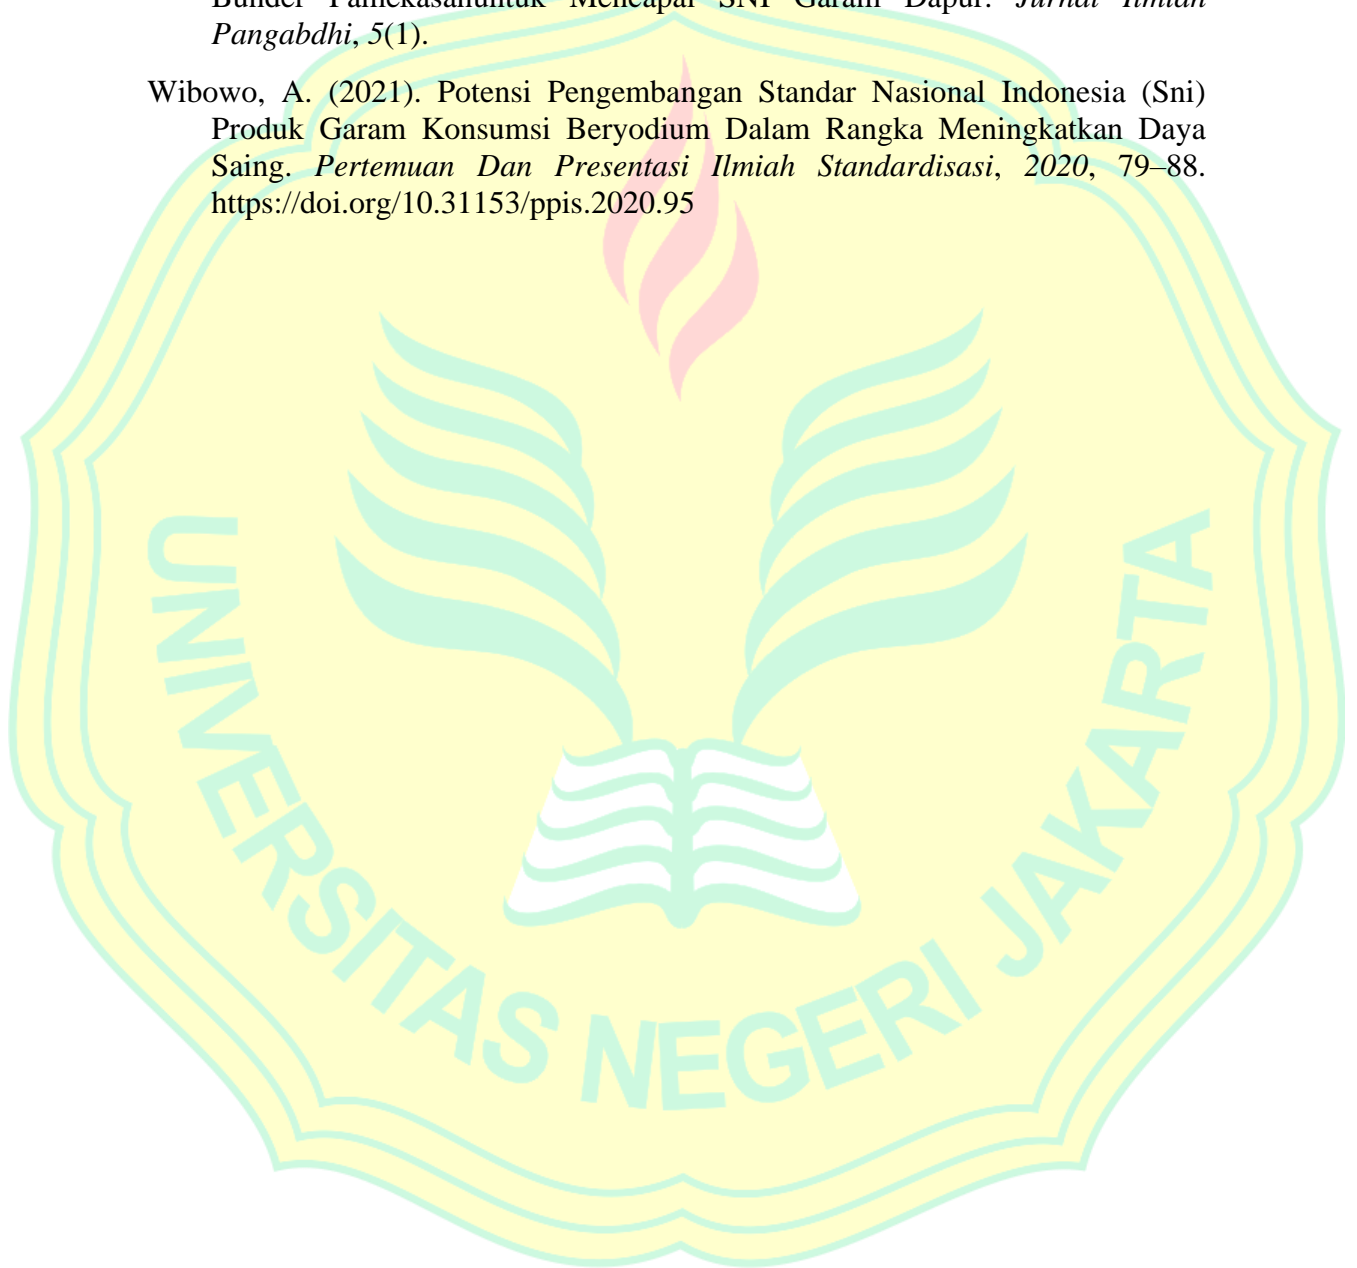 Bunder Pamekasanuntuk Mencapai SNI Garam Dapur. Jurnal Ilmiah
Pangabdhi, 5(1).
Wibowo, A. (2021). Potensi Pengembangan Standar Nasional Indonesia (Sni)
Produk Garam Konsumsi Beryodium Dalam Rangka Meningkatkan Daya
Saing. Pertemuan Dan Presentasi Ilmiah Standardisasi, 2020, 79–88.
https://doi.org/10.31153/ppis.2020.95
UNIVERSITAS NEGERI JAKARTA